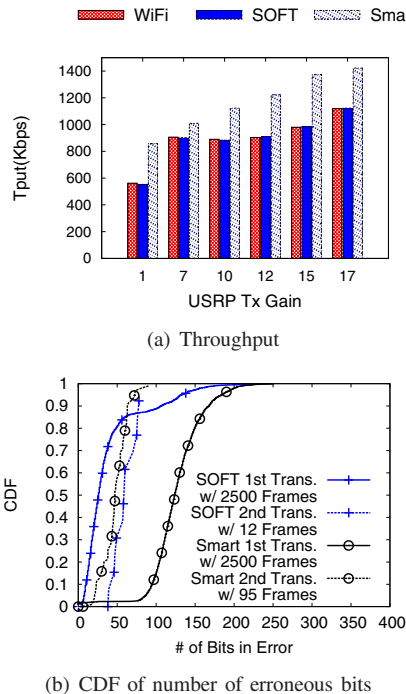 WiFi SOFT Sma
1400
1200
1000
800
600
400
200
0
Tput(Kbps)
1 7 10 12 15 17
USRP Tx Gain
(a) Throughput
1
0.9
0.8
0.7
0.6
0.5
0.4
0.3
0.2
0.1
0
CDF
SOFT 1st Trans.
w/ 2500 Frames
SOFT 2nd Trans.
w/ 12 Frames
Smart 1st Trans.
w/ 2500 Frames
Smart 2nd Trans.
w/ 95 Frames
0 50 100 150 200 250 300 350 400
# of Bits in Error
(b) CDF of number of erroneous bits